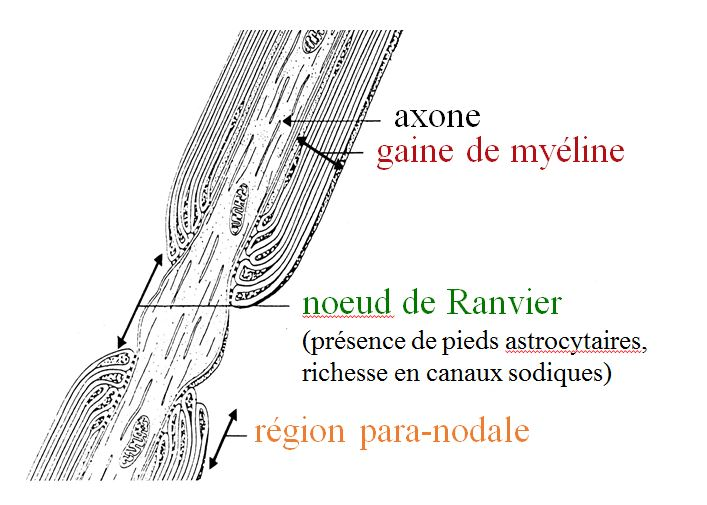 axone
gaine de myéline
noeud de Ranvier
(présence de pieds astrocytaires,
richesse en canaux sodiques)
région para-nodale